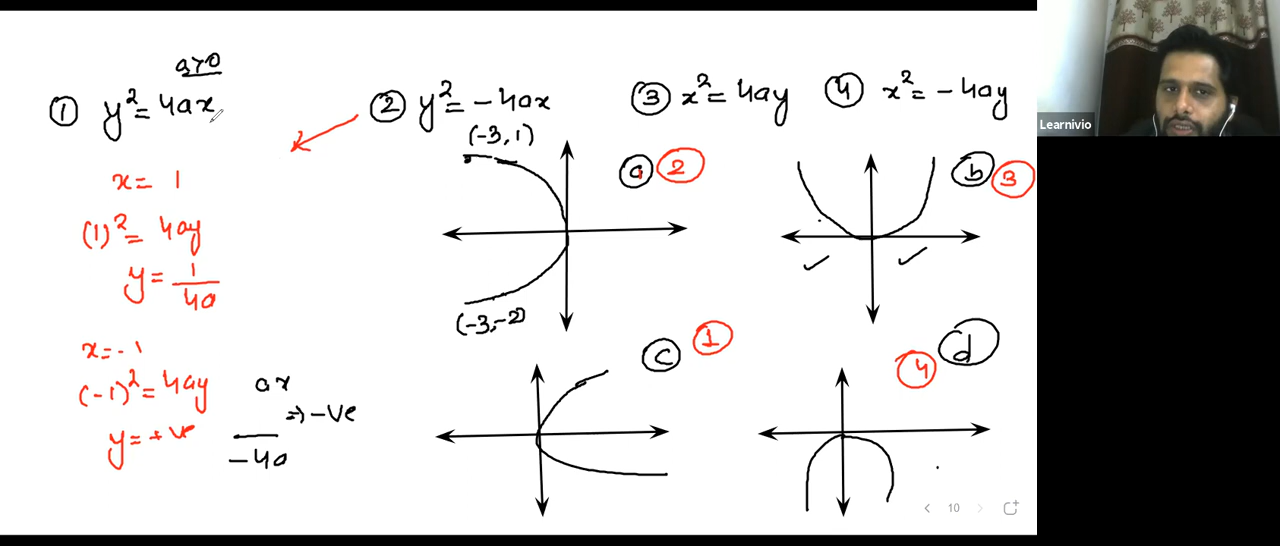 a>0
① y² = 4ax
② y² = -4ax
③ x² = 4ay
④ x² = -4ay
Learnivio
x = 1
(1)² = 4ay
y = 1/4a
x = -1
(-1)² = 4ay
y = +ve
ax
⇒ -ve
-4a
(-3, 1)
(-3, -2)
ⓐ ②
ⓑ ③
ⓒ ①
④ ⓓ
10